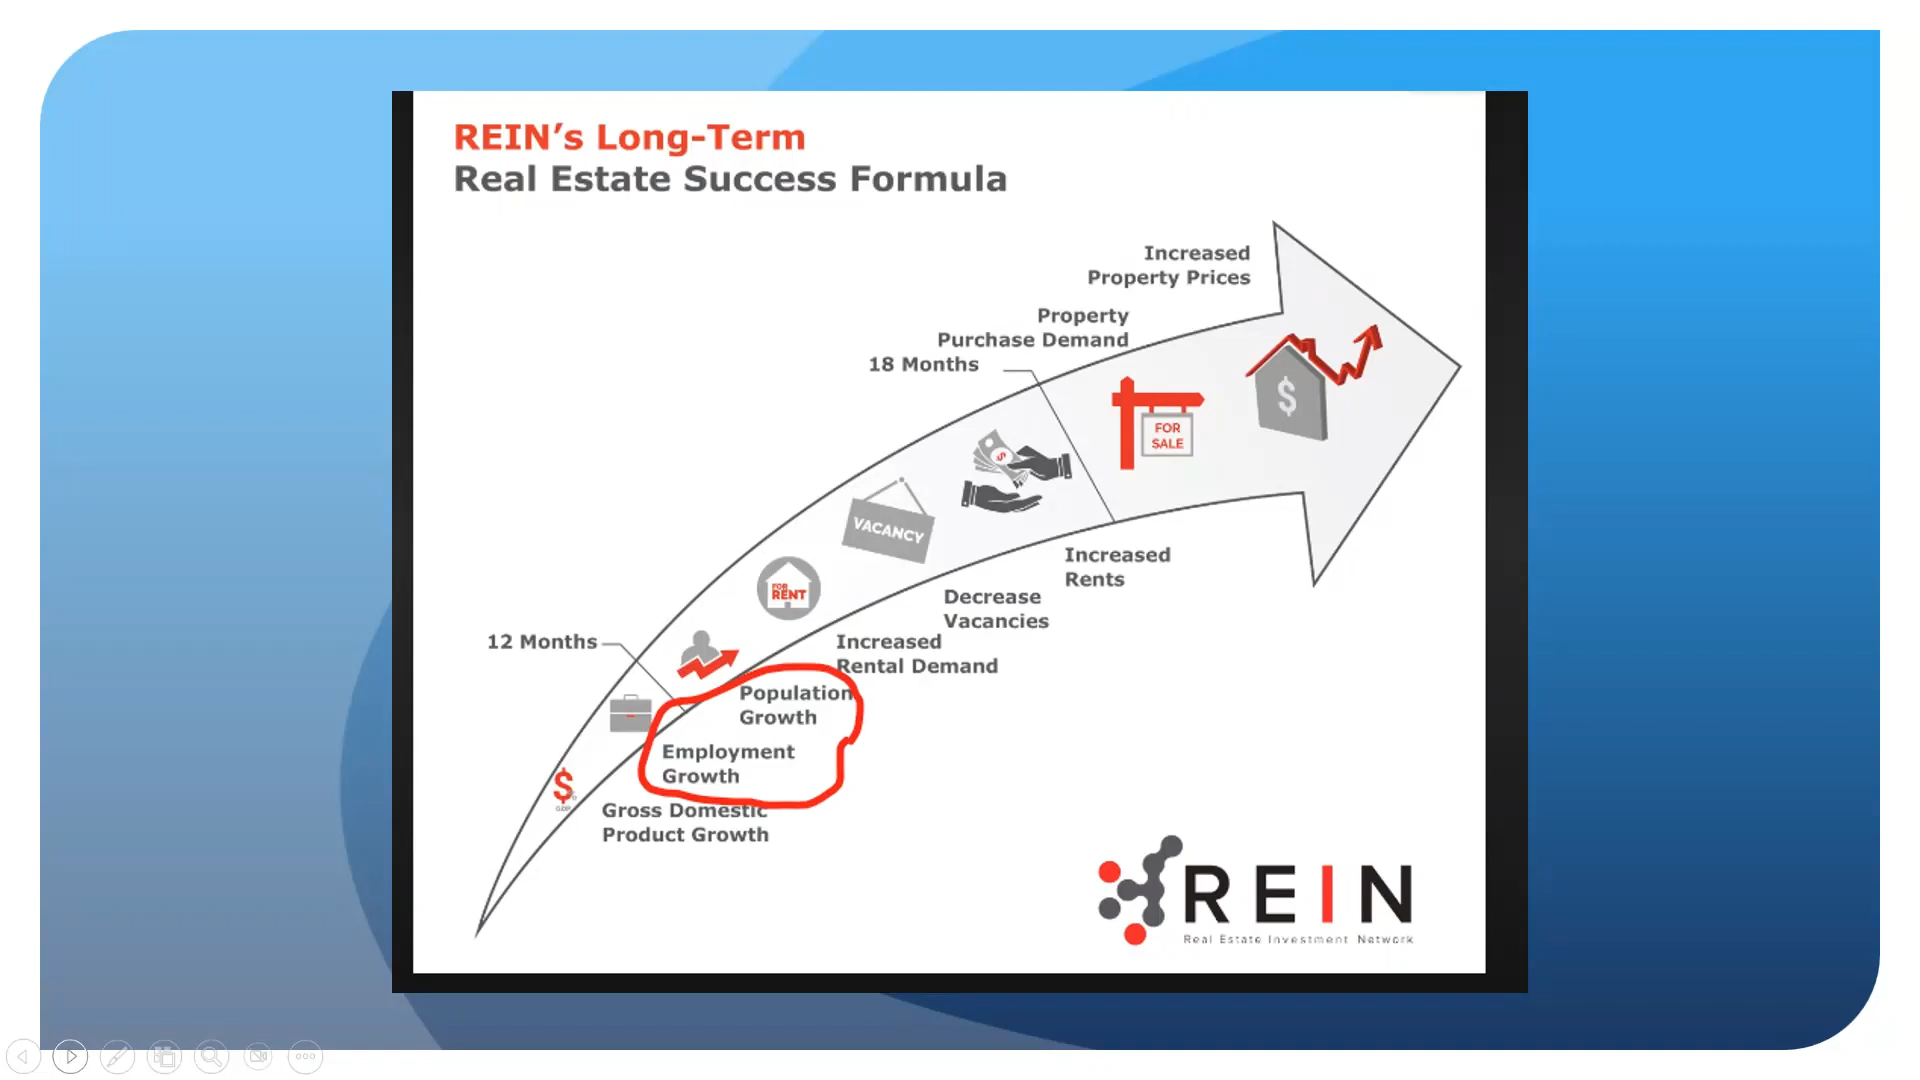 REIN's Long-Term
Real Estate Success Formula
Increased
Property Prices
Property
Purchase Demand
18 Months
FOR
SALE
$
$
VACANCY
Increased
Rents
Decrease
Vacancies
FOR
RENT
12 Months
Increased
Rental Demand
Population
Growth
Employment
Growth
$
GDP
Gross Domestic
Product Growth
REIN
Real Estate Investment Network